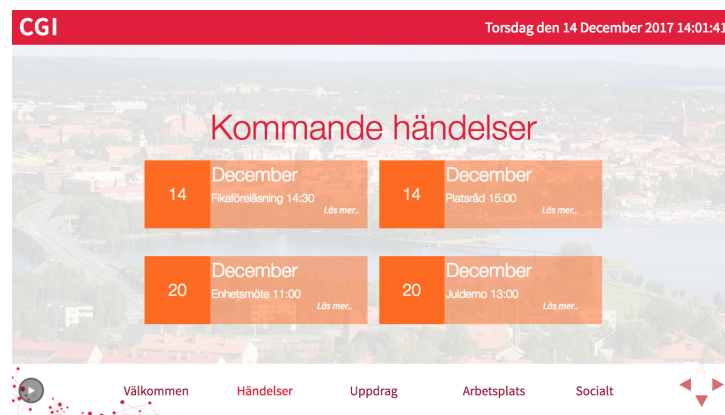 CGI
Torsdag den 14 December 2017 14:01:41
Kommande händelser
14
December
Fikaföreläsning 14:30
Läs mer..
14
December
Platsråd 15:00
Läs mer..
20
December
Enhetsmöte 11:00
Läs mer..
20
December
Juldemo 13:00
Läs mer..
Välkommen
Händelser
Uppdrag
Arbetsplats
Socialt